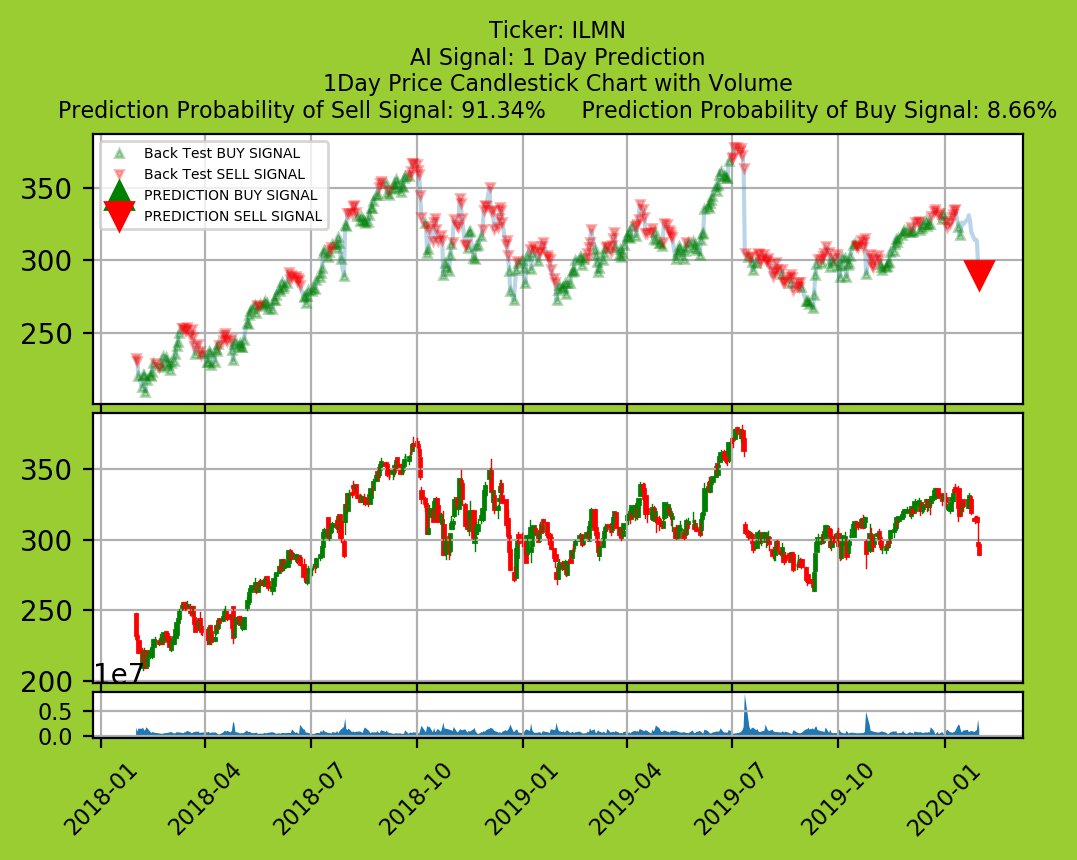 Ticker: ILMN
AI Signal: 1 Day Prediction
1Day Price Candlestick Chart with Volume
Prediction Probability of Sell Signal: 91.34%     Prediction Probability of Buy Signal: 8.66%
Back Test BUY SIGNAL
Back Test SELL SIGNAL
PREDICTION BUY SIGNAL
PREDICTION SELL SIGNAL
350
300
250
350
300
250
200
1e7
0.5
0.0
2018-01
2018-04
2018-07
2018-10
2019-01
2019-04
2019-07
2019-10
2020-01